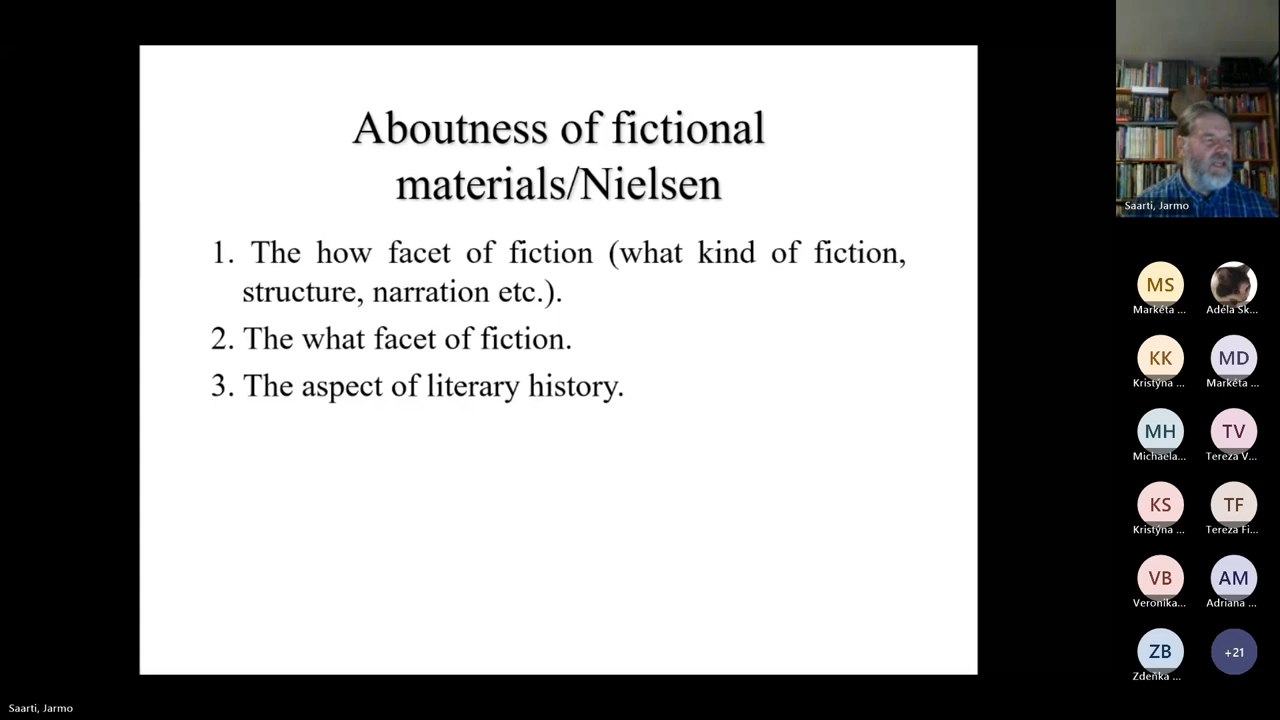 Aboutness of fictional
materials/Nielsen
1. The how facet of fiction (what kind of fiction,
structure, narration etc.).
2. The what facet of fiction.
3. The aspect of literary history.
Saarti, Jarmo
MS
Markéta ...
Adéla Sk...
KK
Kristýna ...
MD
Markéta ...
MH
Michaela...
TV
Tereza V...
KS
Kristýna ...
TF
Tereza Fi...
VB
Veronika...
AM
Adriana ...
ZB
Zdeňka ...
+21
Saarti, Jarmo